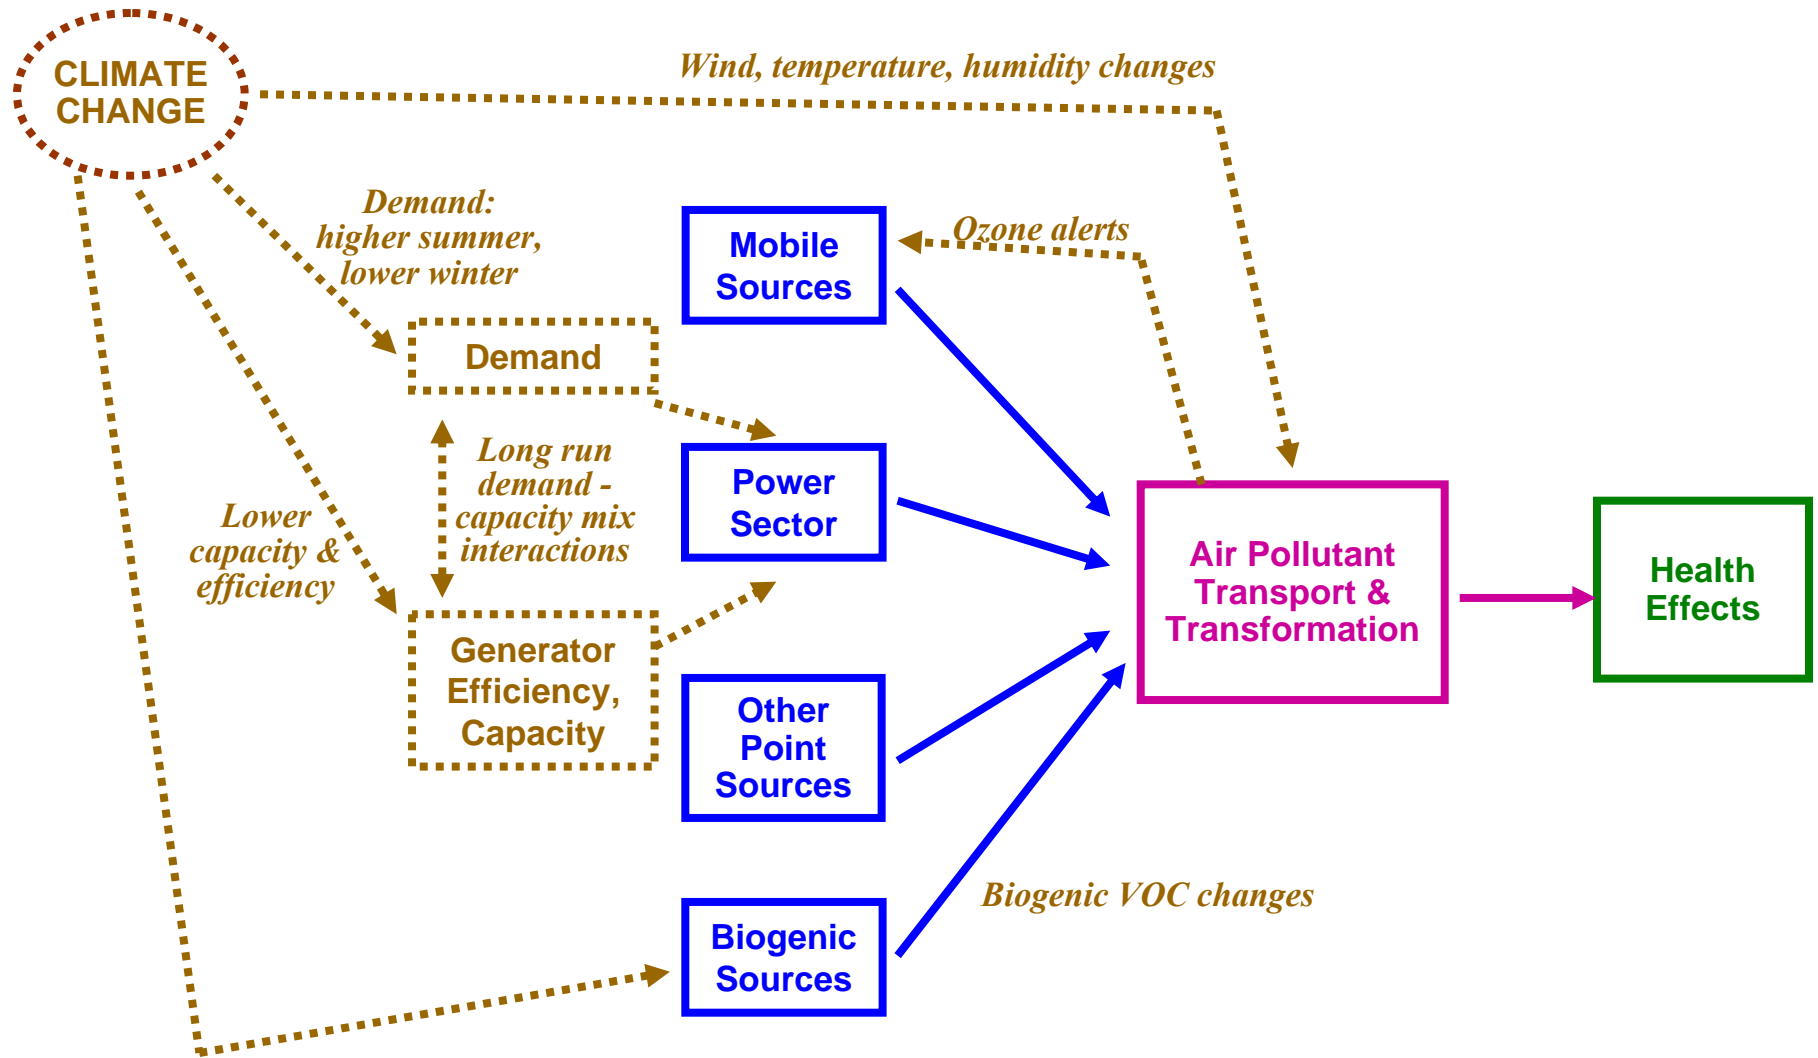 CLIMATE
CHANGE
Wind, temperature, humidity changes
Demand:
higher summer,
lower winter
Mobile
Sources
Ozone alerts
Demand
Long run
demand -
capacity mix
interactions
Power
Sector
Lower
capacity &
efficiency
Air Pollutant
Transport &
Transformation
Health
Effects
Generator
Efficiency,
Capacity
Other
Point
Sources
Biogenic VOC changes
Biogenic
Sources